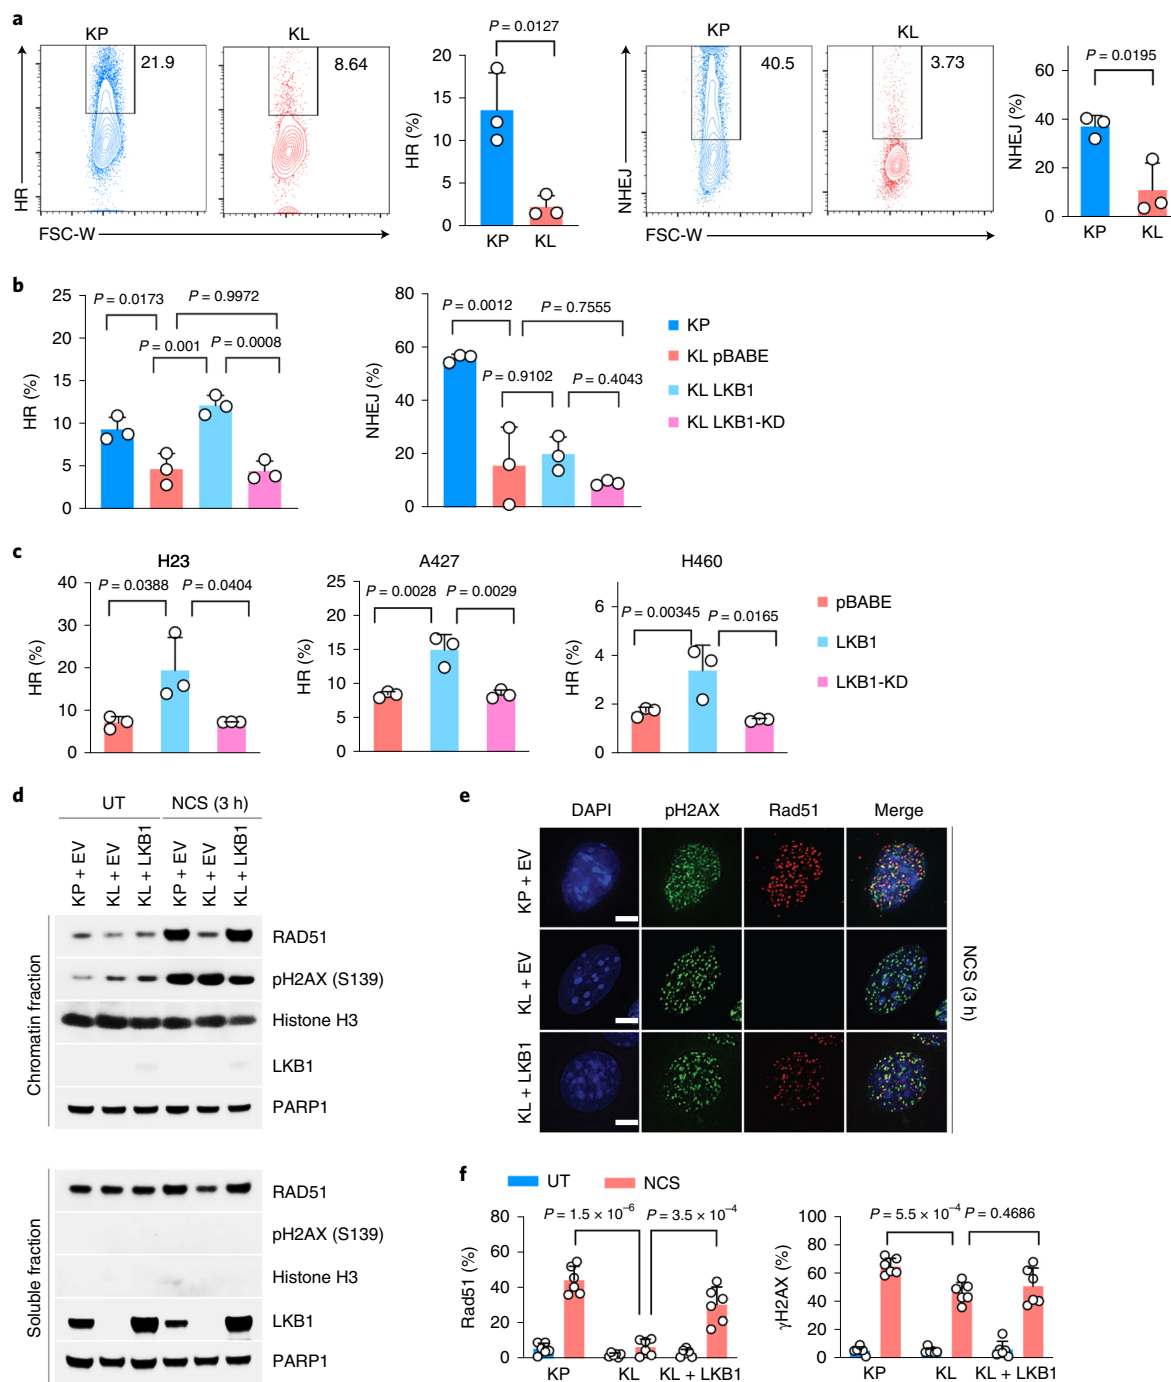 a
KP
KL
21.9
8.64
HR
FSC-W
P = 0.0127
20
15
10
5
0
HR (%)
KP
KL
KP
KL
40.5
3.73
NHEJ
FSC-W
P = 0.0195
60
40
20
0
NHEJ (%)
KP
KL
b
25
20
15
10
5
0
HR (%)
P = 0.0173
P = 0.9972
P = 0.001
P = 0.0008
80
60
40
20
0
NHEJ (%)
P = 0.0012
P = 0.7555
P = 0.9102
P = 0.4043
KP
KL pBABE
KL LKB1
KL LKB1-KD
c
H23
40
30
20
10
0
HR (%)
P = 0.0388
P = 0.0404
A427
25
20
15
10
5
0
HR (%)
P = 0.0028
P = 0.0029
H460
6
4
2
0
HR (%)
P = 0.00345
P = 0.0165
pBABE
LKB1
LKB1-KD
d
UT
NCS (3 h)
KP + EV
KL + EV
KL + LKB1
KP + EV
KL + EV
KL + LKB1
Chromatin fraction
RAD51
pH2AX (S139)
Histone H3
LKB1
PARP1
Soluble fraction
RAD51
pH2AX (S139)
Histone H3
LKB1
PARP1
e
DAPI
pH2AX
Rad51
Merge
KP + EV
KL + EV
KL + LKB1
NCS (3 h)
f
UT
NCS
80
60
40
20
0
Rad51 (%)
P = 1.5 × 10⁻⁶
P = 3.5 × 10⁻⁴
KP
KL
KL + LKB1
100
80
60
40
20
0
γH2AX (%)
P = 5.5 × 10⁻⁴
P = 0.4686
KP
KL
KL + LKB1